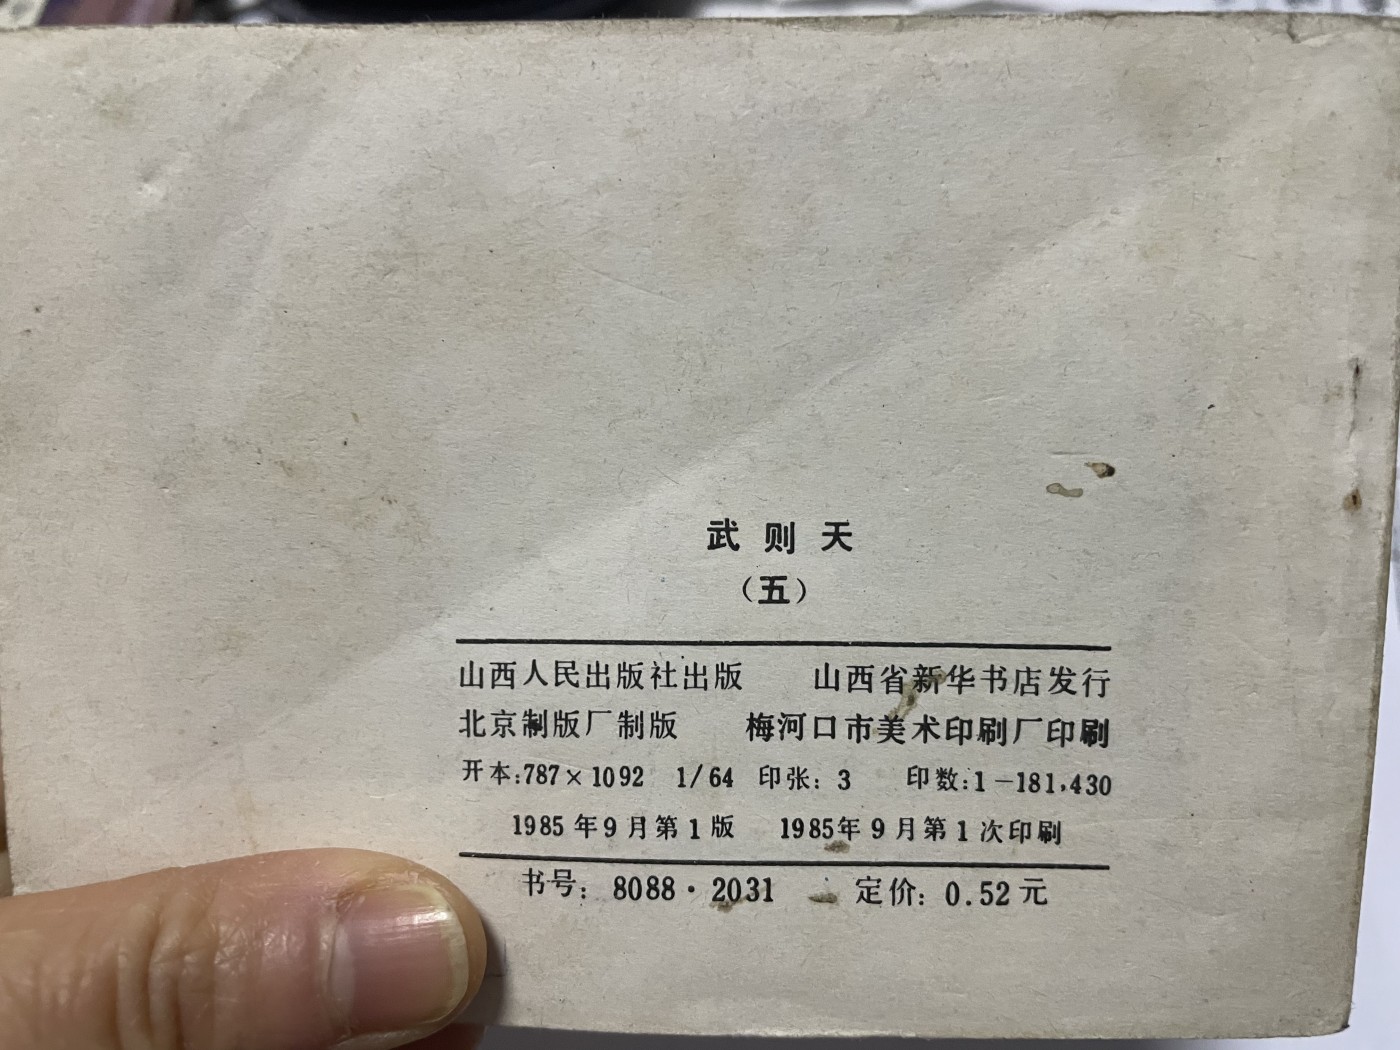 武则天
（五）
山西人民出版社出版　　山西省新华书店发行
北京制版厂制版　　梅河口市美术印刷厂印刷
开本:787×1092　1/64　印张：3　　印数:1－181,430
1985年9月第1版　1985年9月第1次印刷
书号：8088·2031　　定价：0.52元